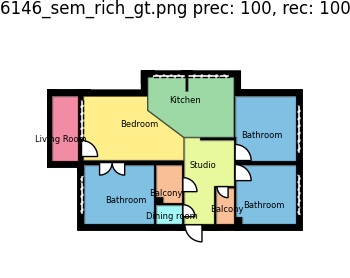 6146_sem_rich_gt.png prec: 100, rec: 100
Kitchen
Bedroom
Bathroom
Living Room
Studio
Balcony
Bathroom
Balcony
Bathroom
Dining room